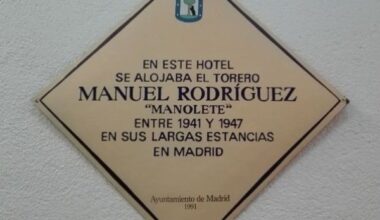 EN ESTE HOTEL
SE ALOJABA EL TORERO
MANUEL RODRÍGUEZ
"MANOLETE"
ENTRE 1941 Y 1947
EN SUS LARGAS ESTANCIAS
EN MADRID
Ayuntamiento de Madrid
1991